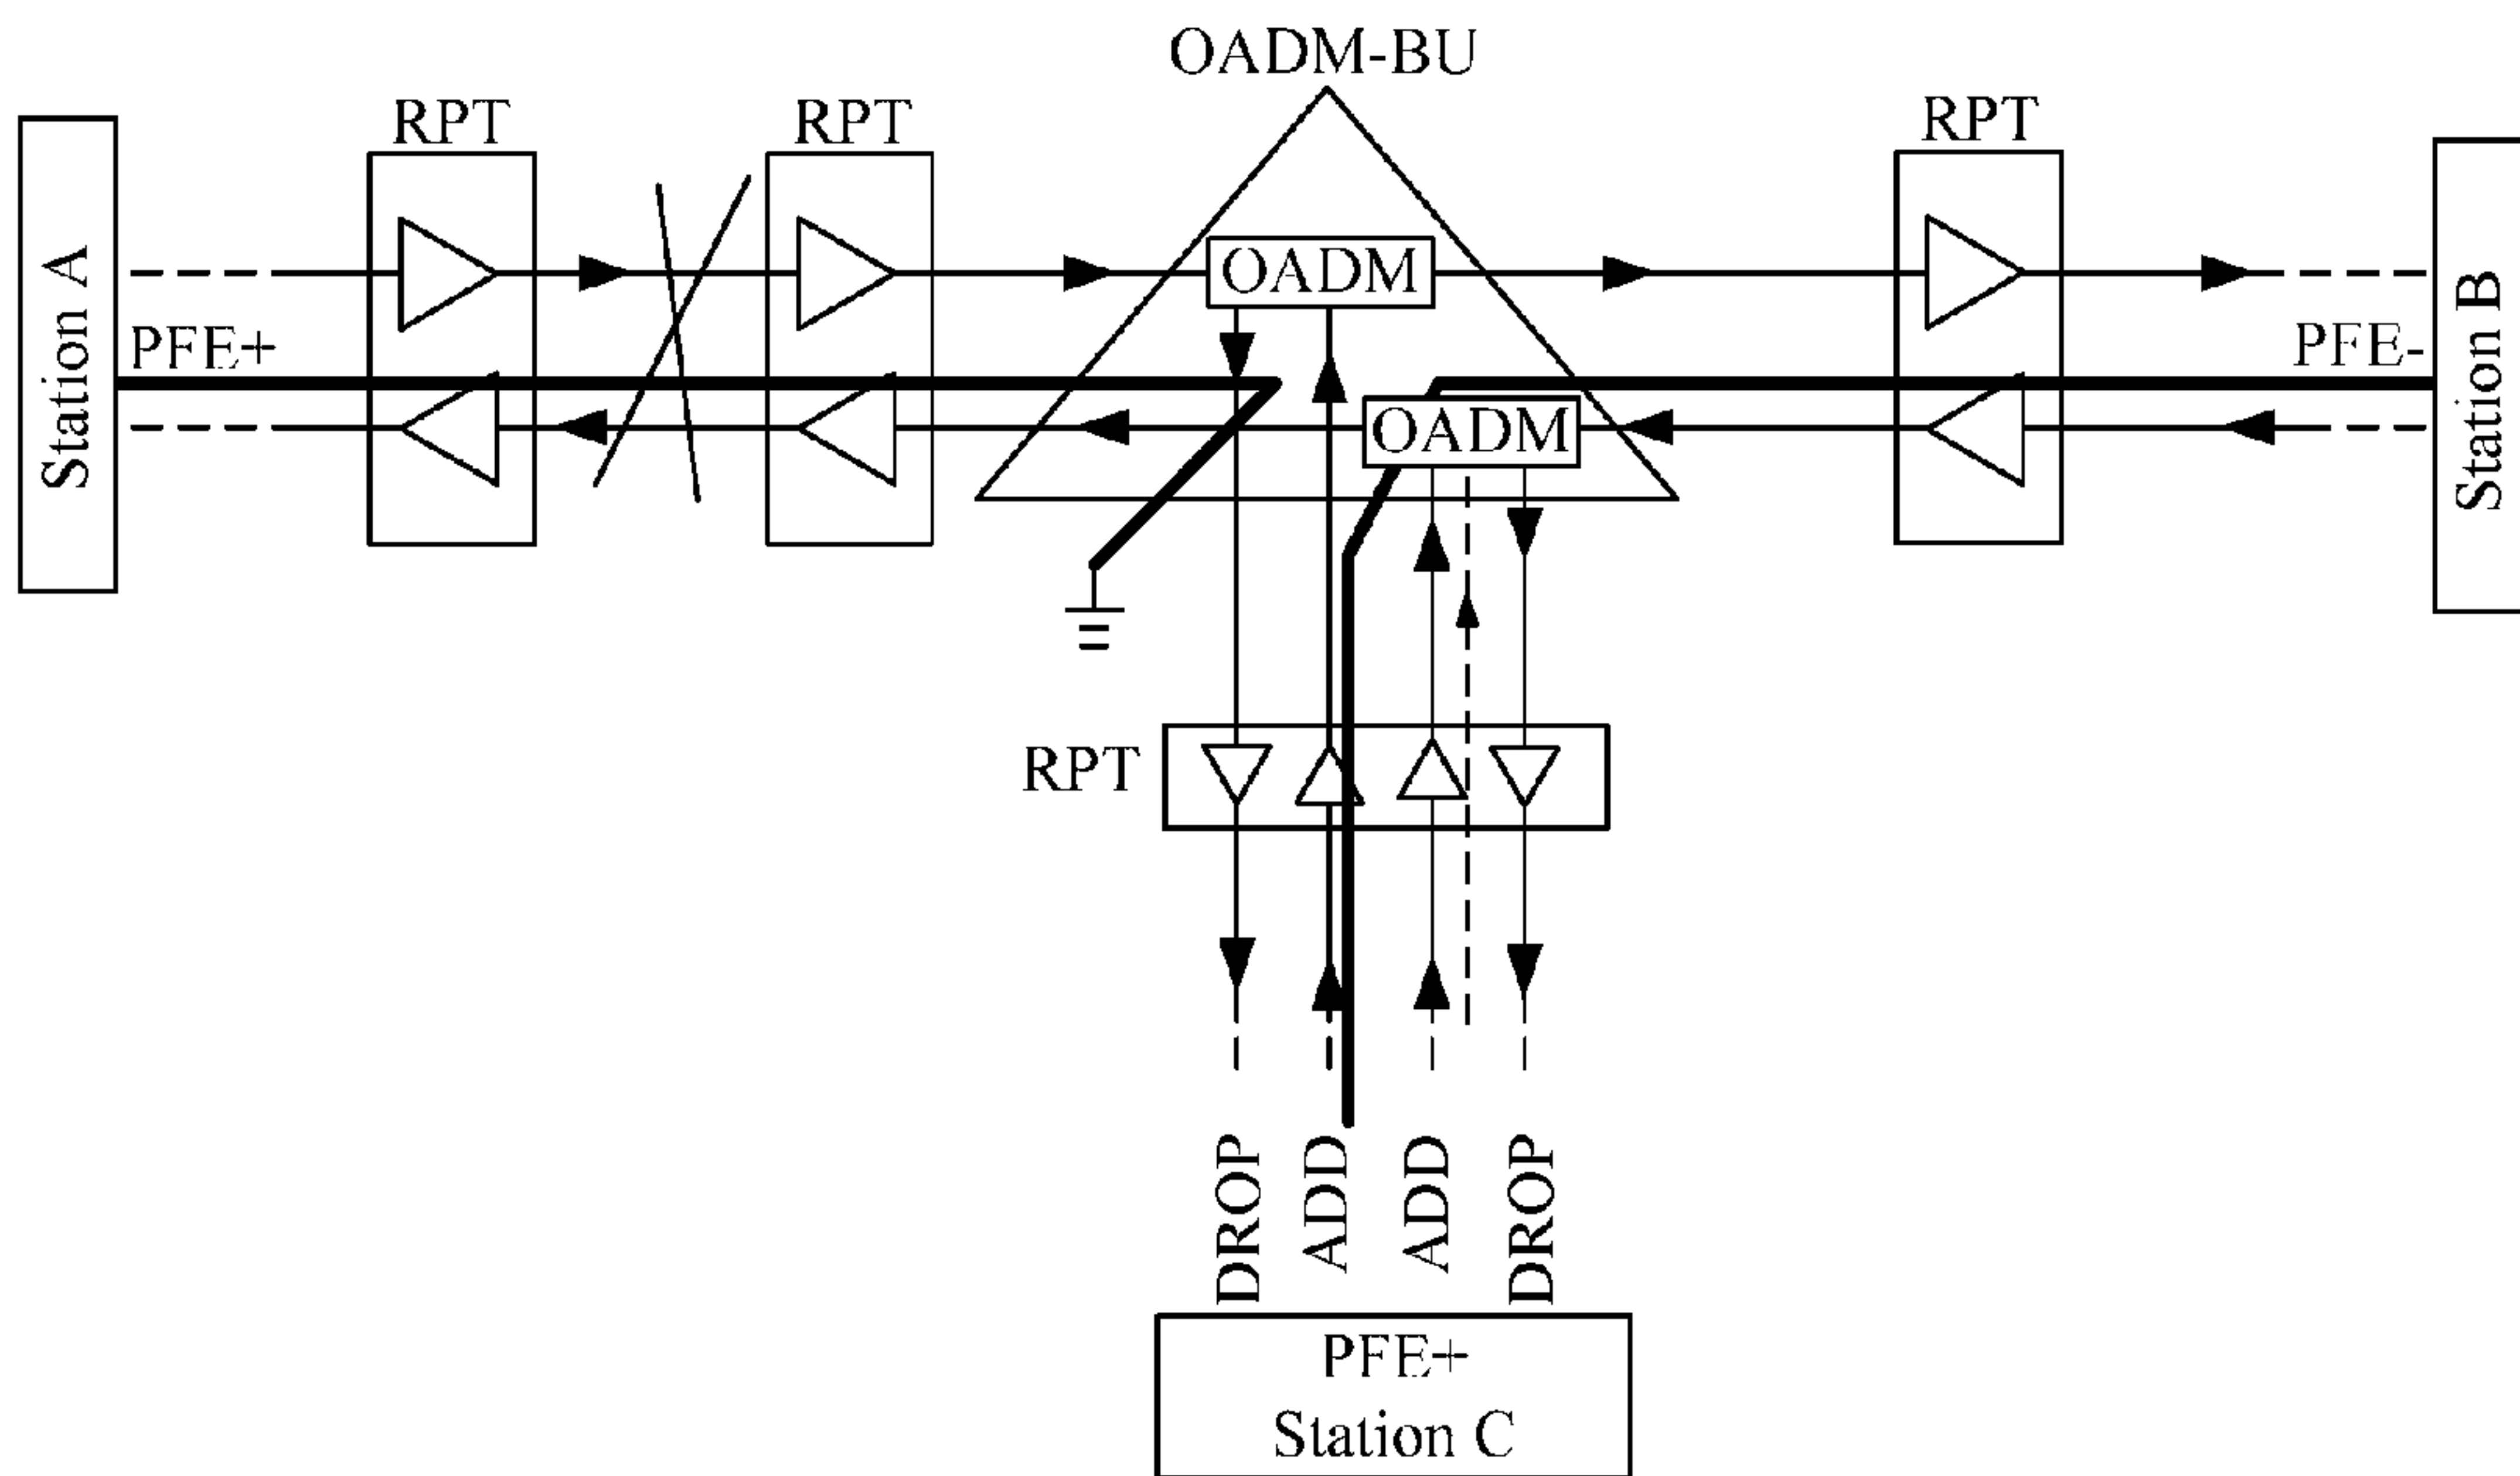 OADM-BU
RPT
RPT
RPT
Station A
OADM
Station B
PFE+
PFE-
OADM
RPT
DROP
ADD
ADD
DROP
PFE+
Station C